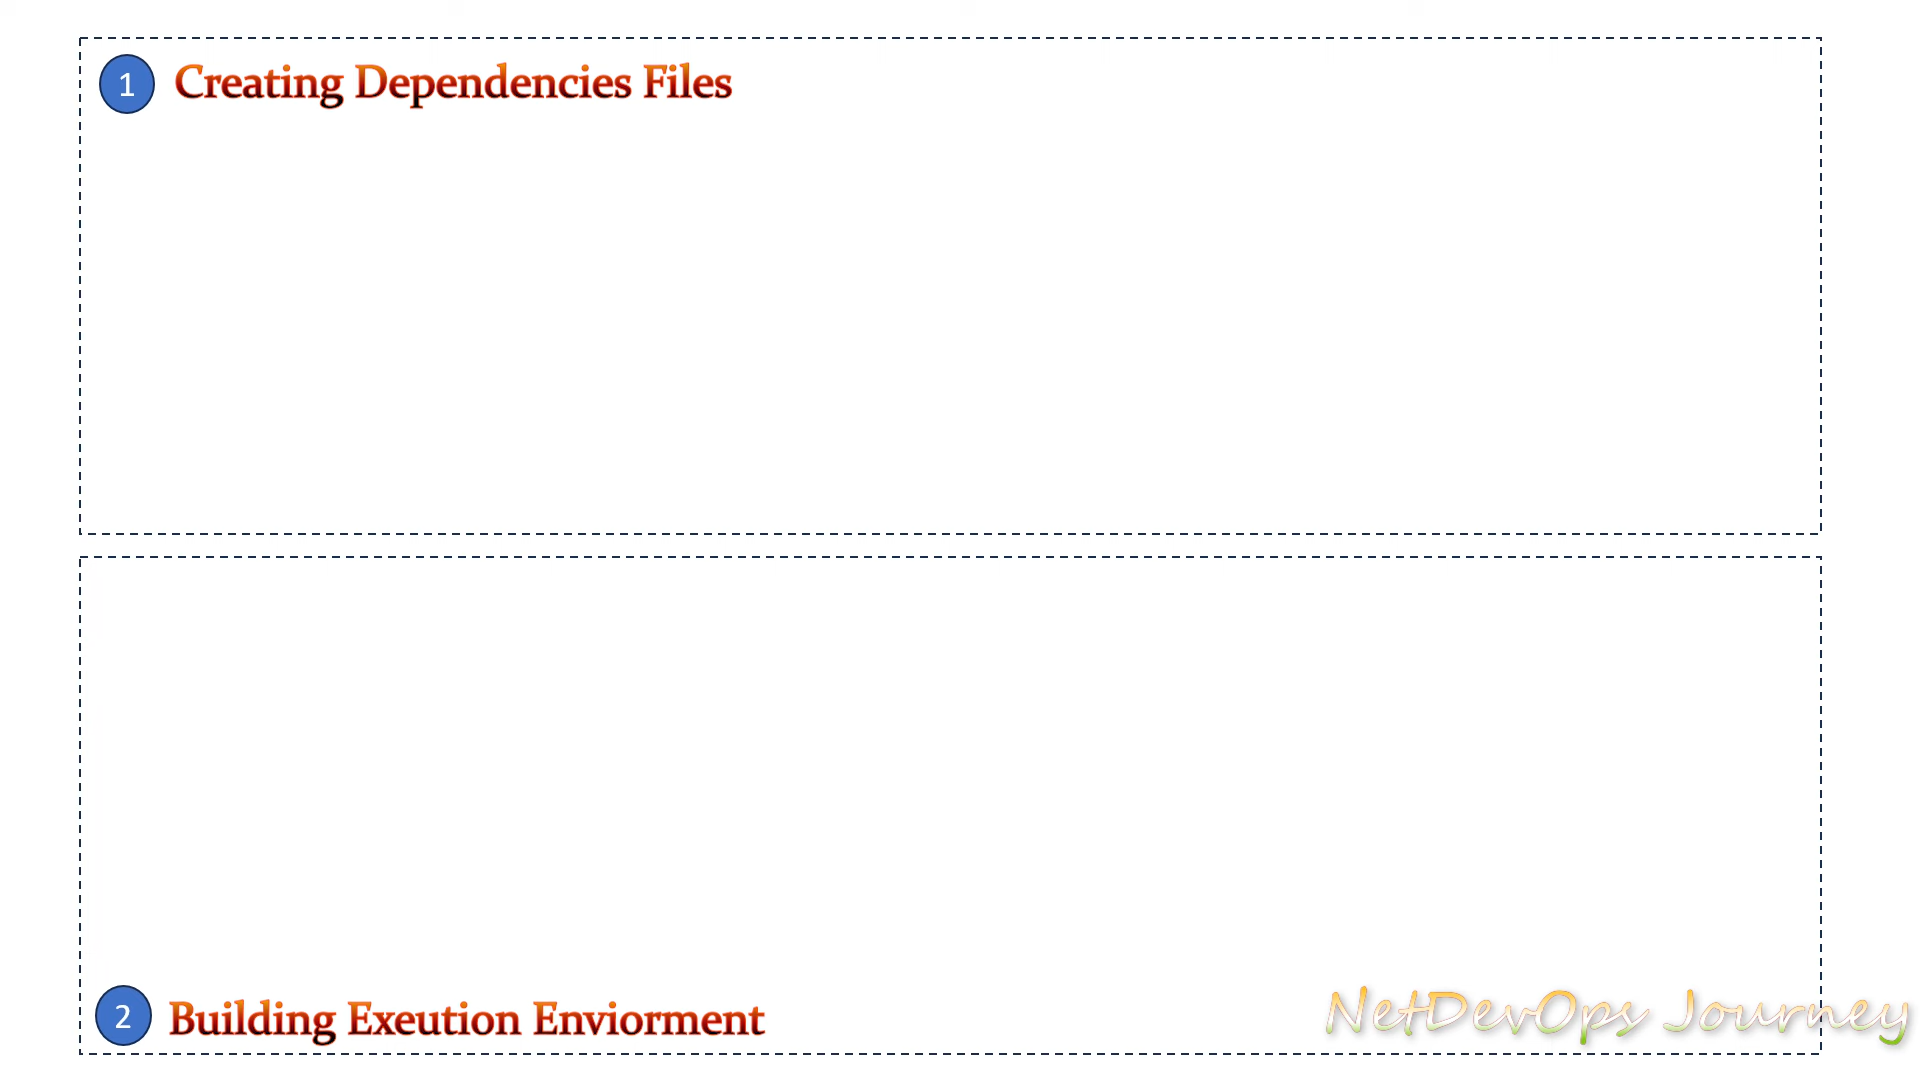 1 Creating Dependencies Files
2 Building Exeution Enviorment
NetDevOps Journey